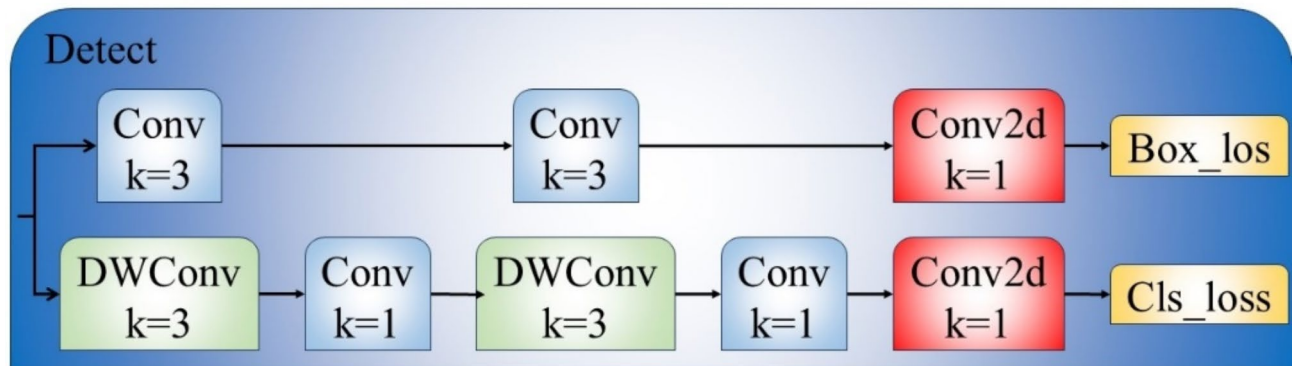 Detect
Conv
k=3
Conv
k=3
Conv2d
k=1
Box_los
DWConv
k=3
Conv
k=1
DWConv
k=3
Conv
k=1
Conv2d
k=1
Cls_loss